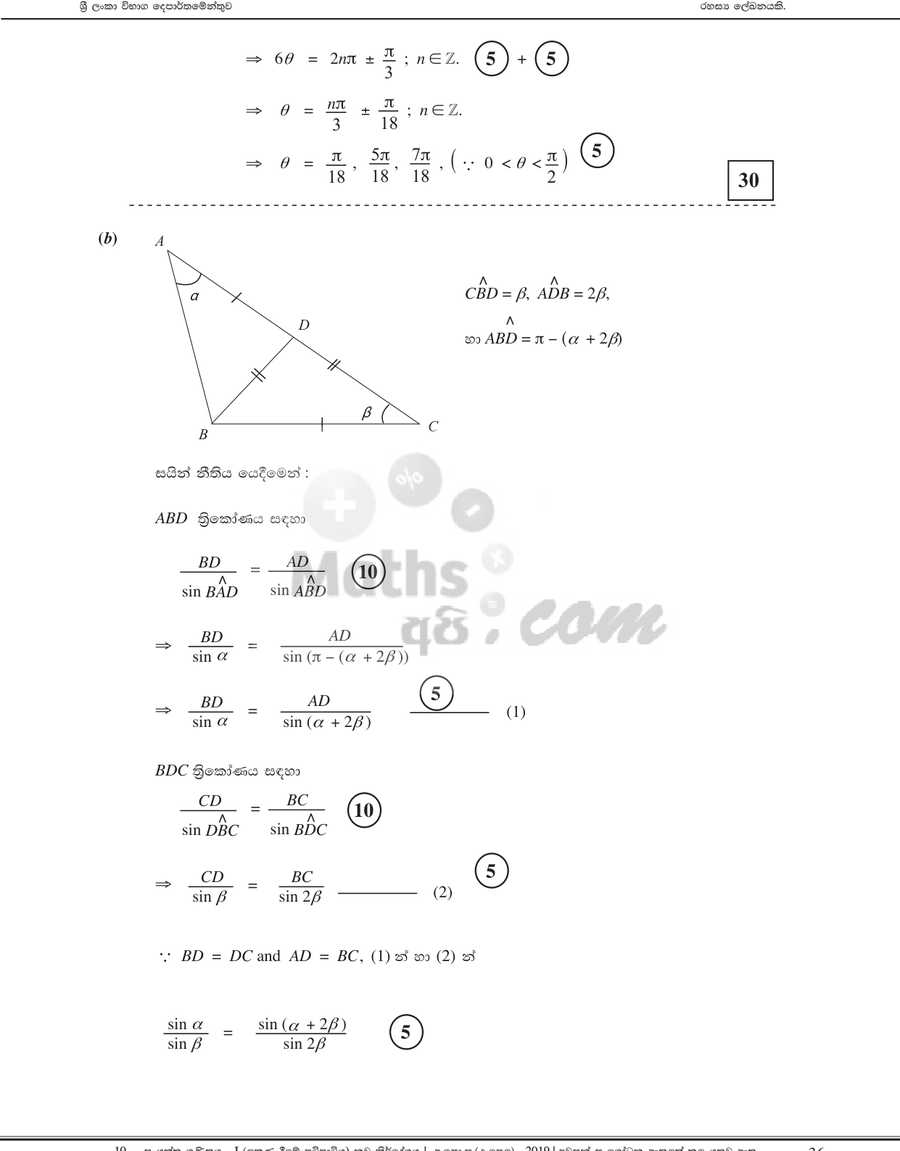 ශ්‍රී ලංකා විභාග දෙපාර්තමේන්තුව රහස්‍ය ලේඛනයකි.
⇒ 6θ = 2nπ ± π/3 ; n ∈ ℤ. 5 + 5
⇒ θ = nπ/3 ± π/18 ; n ∈ ℤ.
⇒ θ = π/18 , 5π/18 , 7π/18 , (∵ 0 < θ < π/2) 5
30
(b)
A
α
D
CB̂D = β, AD̂B = 2β,
හා AB̂D = π – (α + 2β)
β
B
C
සයින් නීතිය යෙදීමෙන් :
ABD ත්‍රිකෝණය සඳහා
BD/sin BÂD = AD/sin AB̂D 10
Maths
අපි . com
⇒ BD/sin α = AD/sin (π – (α + 2β))
⇒ BD/sin α = AD/sin (α + 2β) 5 (1)
BDC ත්‍රිකෝණය සඳහා
CD/sin DB̂C = BC/sin BD̂C 10
⇒ CD/sin β = BC/sin 2β (2) 5
∵ BD = DC and AD = BC, (1) න් හා (2) න්
sin α/sin β = sin (α + 2β)/sin 2β 5